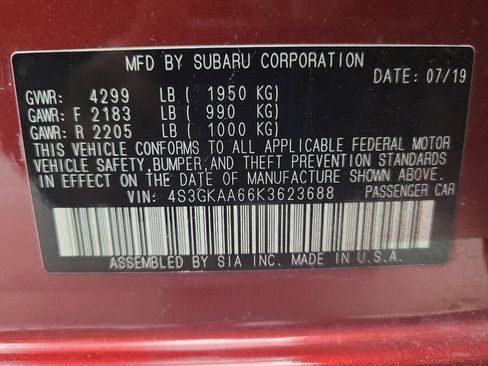 MFD BY SUBARU CORPORATION
DATE: 07/19
GVWR: 4299 LB ( 1950 KG)
GAWR: F 2183 LB ( 990 KG)
GAWR: R 2205 LB ( 1000 KG)
THIS VEHICLE CONFORMS TO ALL APPLICABLE FEDERAL MOTOR
VEHICLE SAFETY, BUMPER, AND THEFT PREVENTION STANDARDS
IN EFFECT ON THE DATE OF MANUFACTURE SHOWN ABOVE.
VIN: 4S3GKAA66K3623688 PASSENGER CAR
ASSEMBLED BY SIA INC. MADE IN U.S.A.